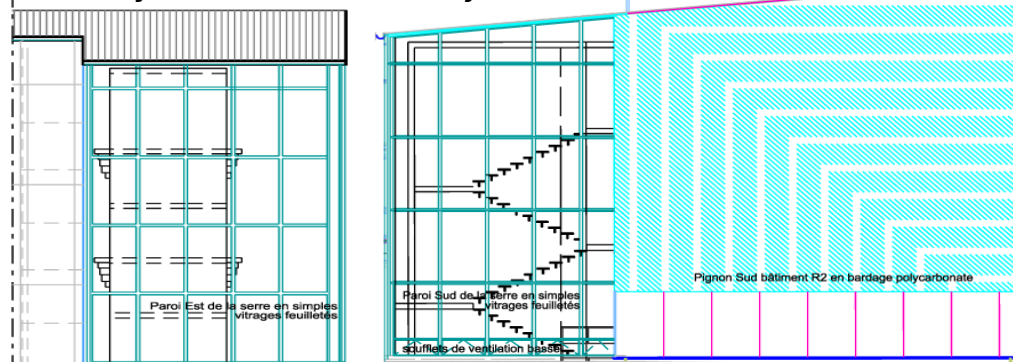 Paroi Est de la serre en simples
vitrages feuilletés
Paroi Sud de la serre en simples
vitrages feuilletés
soufflets de ventilation basse
Pignon Sud bâtiment R2 en bardage polycarbonate